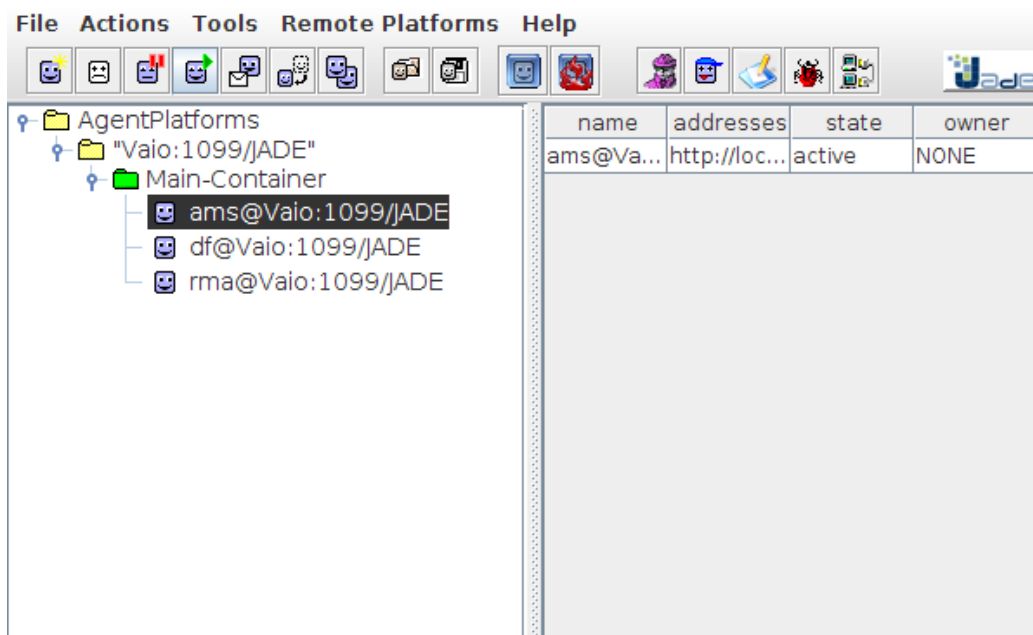 File Actions Tools Remote Platforms Help
Jade
AgentPlatforms
"Vaio:1099/JADE"
Main-Container
ams@Vaio:1099/JADE
df@Vaio:1099/JADE
rma@Vaio:1099/JADE
name addresses state owner
ams@Va... http://loc... active NONE